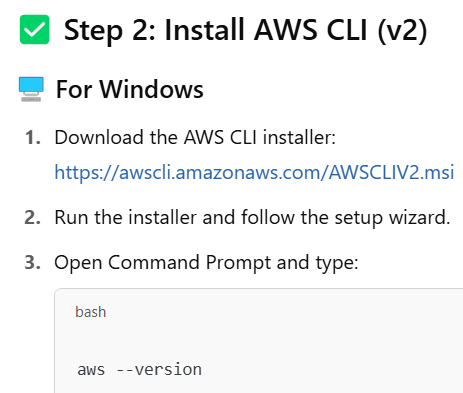 ✅ Step 2: Install AWS CLI (v2)
🖥️ For Windows
1. Download the AWS CLI installer:
https://awscli.amazonaws.com/AWSCLIV2.msi
2. Run the installer and follow the setup wizard.
3. Open Command Prompt and type:
bash
aws --version